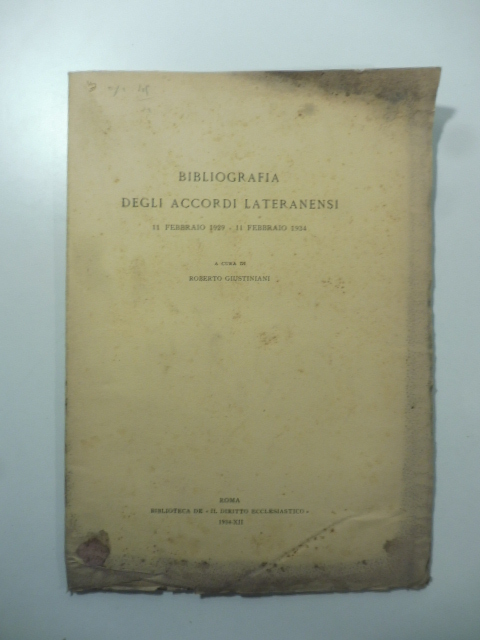 BIBLIOGRAFIA
DEGLI ACCORDI LATERANENSI
11 FEBBRAIO 1929 - 11 FEBBRAIO 1934
A CURA DI
ROBERTO GIUSTINIANI
ROMA
BIBLIOTECA DE « IL DIRITTO ECCLESIASTICO »
1934-XII